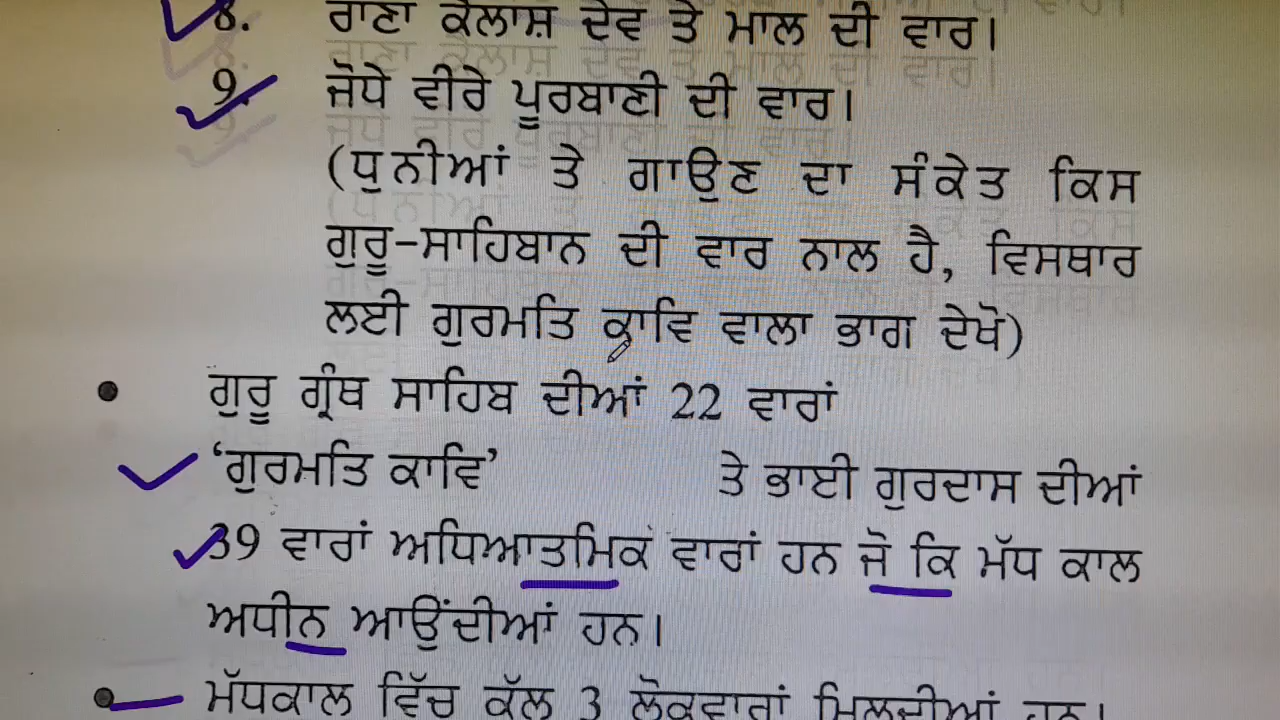 8. ਰਾਣਾ ਕੈਲਾਸ਼ ਦੇਵ ਤੇ ਮਾਲ ਦੀ ਵਾਰ।
9. ਜੋਧੇ ਵੀਰੇ ਪੂਰਬਾਣੀ ਦੀ ਵਾਰ।
(ਧੁਨੀਆਂ ਤੇ ਗਾਉਣ ਦਾ ਸੰਕੇਤ ਕਿਸ
ਗੁਰੂ-ਸਾਹਿਬਾਨ ਦੀ ਵਾਰ ਨਾਲ ਹੈ, ਵਿਸਥਾਰ
ਲਈ ਗੁਰਮਤਿ ਕਾਵਿ ਵਾਲਾ ਭਾਗ ਦੇਖੋ)
● ਗੁਰੂ ਗ੍ਰੰਥ ਸਾਹਿਬ ਦੀਆਂ 22 ਵਾਰਾਂ
‘ਗੁਰਮਤਿ ਕਾਵਿ’ ਤੇ ਭਾਈ ਗੁਰਦਾਸ ਦੀਆਂ
39 ਵਾਰਾਂ ਅਧਿਆਤਮਿਕ ਵਾਰਾਂ ਹਨ ਜੋ ਕਿ ਮੱਧ ਕਾਲ
ਅਧੀਨ ਆਉਂਦੀਆਂ ਹਨ।
● ਮੱਧਕਾਲ ਵਿੱਚ ਕੁੱਲ 3 ਲੋਕਵਾਰਾਂ ਮਿਲਦੀਆਂ ਹਨ।